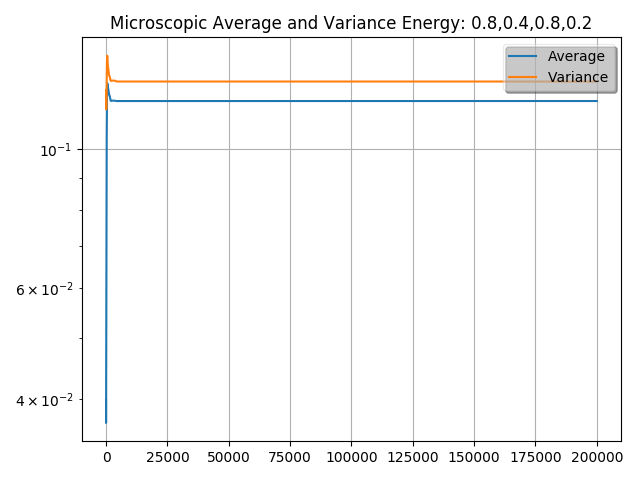 Microscopic Average and Variance Energy: 0.8,0.4,0.8,0.2
Average
Variance
10⁻¹
6 × 10⁻²
4 × 10⁻²
0 25000 50000 75000 100000 125000 150000 175000 200000